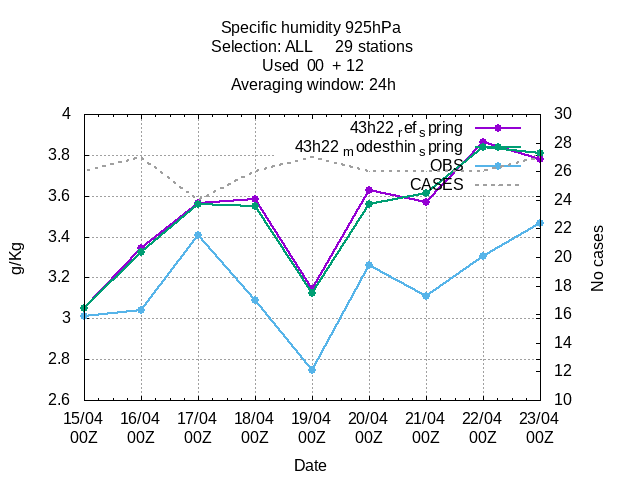 Specific humidity 925hPa
Selection: ALL     29 stations
Used  00  + 12
Averaging window: 24h
4
3.8
3.6
3.4
3.2
3
2.8
2.6
g/Kg
43h22 ref spring
43h22 modesthin spring
OBS
CASES
30
28
26
24
22
20
18
16
14
12
10
No cases
15/04 16/04 17/04 18/04 19/04 20/04 21/04 22/04 23/04
00Z 00Z 00Z 00Z 00Z 00Z 00Z 00Z 00Z
Date